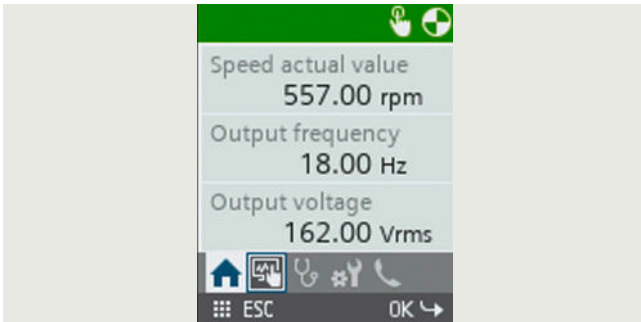 Speed actual value
557.00 rpm
Output frequency
18.00 Hz
Output voltage
162.00 Vrms
ESC OK